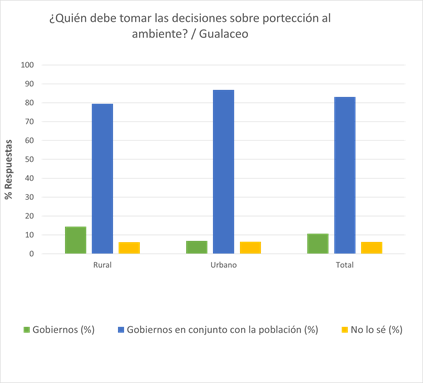 ¿Quién debe tomar las decisiones sobre portección al
ambiente? / Gualaceo
% Respuestas
100
90
80
70
60
50
40
30
20
10
0
Rural
Urbano
Total
Gobiernos (%)
Gobiernos en conjunto con la población (%)
No lo sé (%)